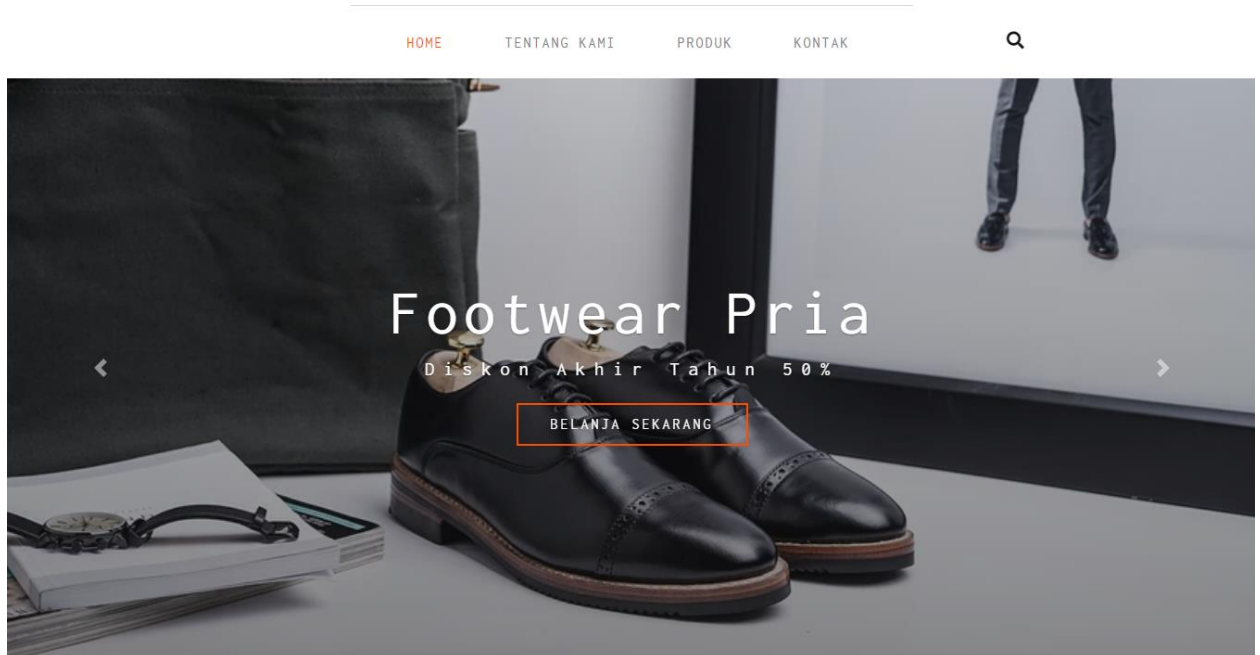 HOME TENTANG KAMI PRODUK KONTAK
Footwear Pria
Diskon Akhir Tahun 50%
BELANJA SEKARANG